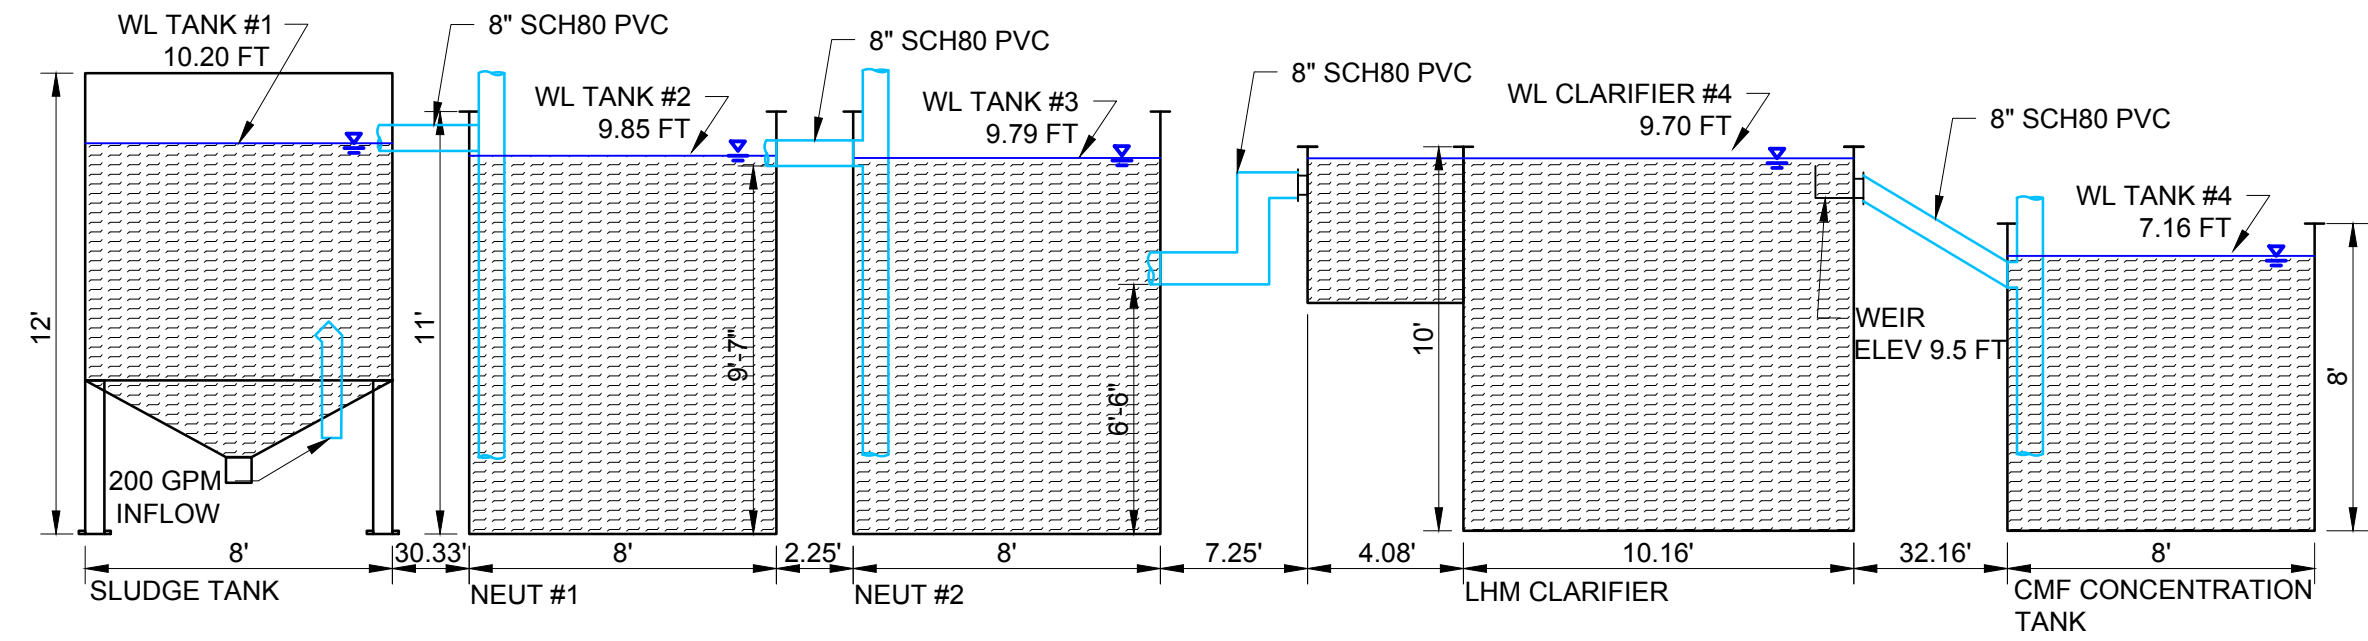 WL TANK #1
10.20 FT
8" SCH80 PVC
8" SCH80 PVC
WL TANK #2
9.85 FT
WL TANK #3
9.79 FT
8" SCH80 PVC
WL CLARIFIER #4
9.70 FT
8" SCH80 PVC
WL TANK #4
7.16 FT
12'
11'
9'-7"
6'-6"
10'
WEIR
ELEV 9.5 FT
8'
200 GPM
INFLOW
8'
30.33'
8'
2.25'
8'
7.25'
4.08'
10.16'
32.16'
8'
SLUDGE TANK
NEUT #1
NEUT #2
LHM CLARIFIER
CMF CONCENTRATION
TANK